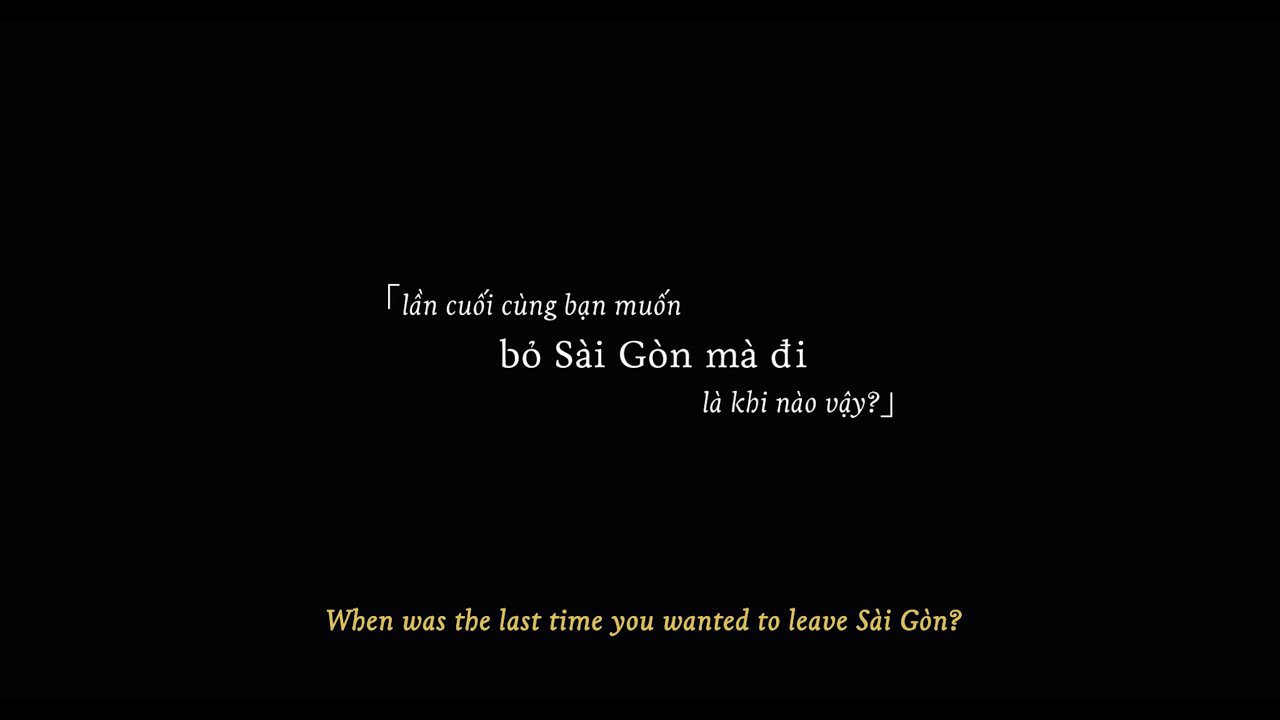 「lần cuối cùng bạn muốn
bỏ Sài Gòn mà đi
là khi nào vậy?」
When was the last time you wanted to leave Sài Gòn?